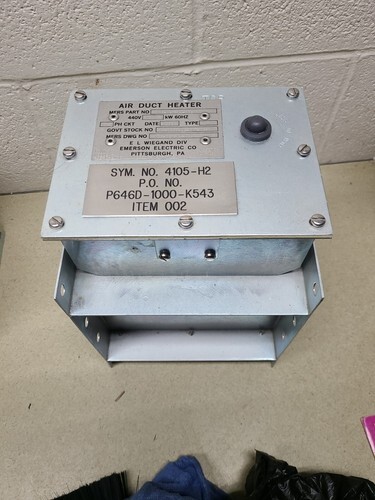 AIR DUCT HEATER
MFRS PART NO
440V kW 60HZ
PH CKT DATE TYPE
GOVT STOCK NO
MFRS DWG NO
E L WIEGAND DIV
EMERSON ELECTRIC CO
PITTSBURGH, PA
SYM. NO. 4105-H2
P.O. NO.
P646D-1000-K543
ITEM 002